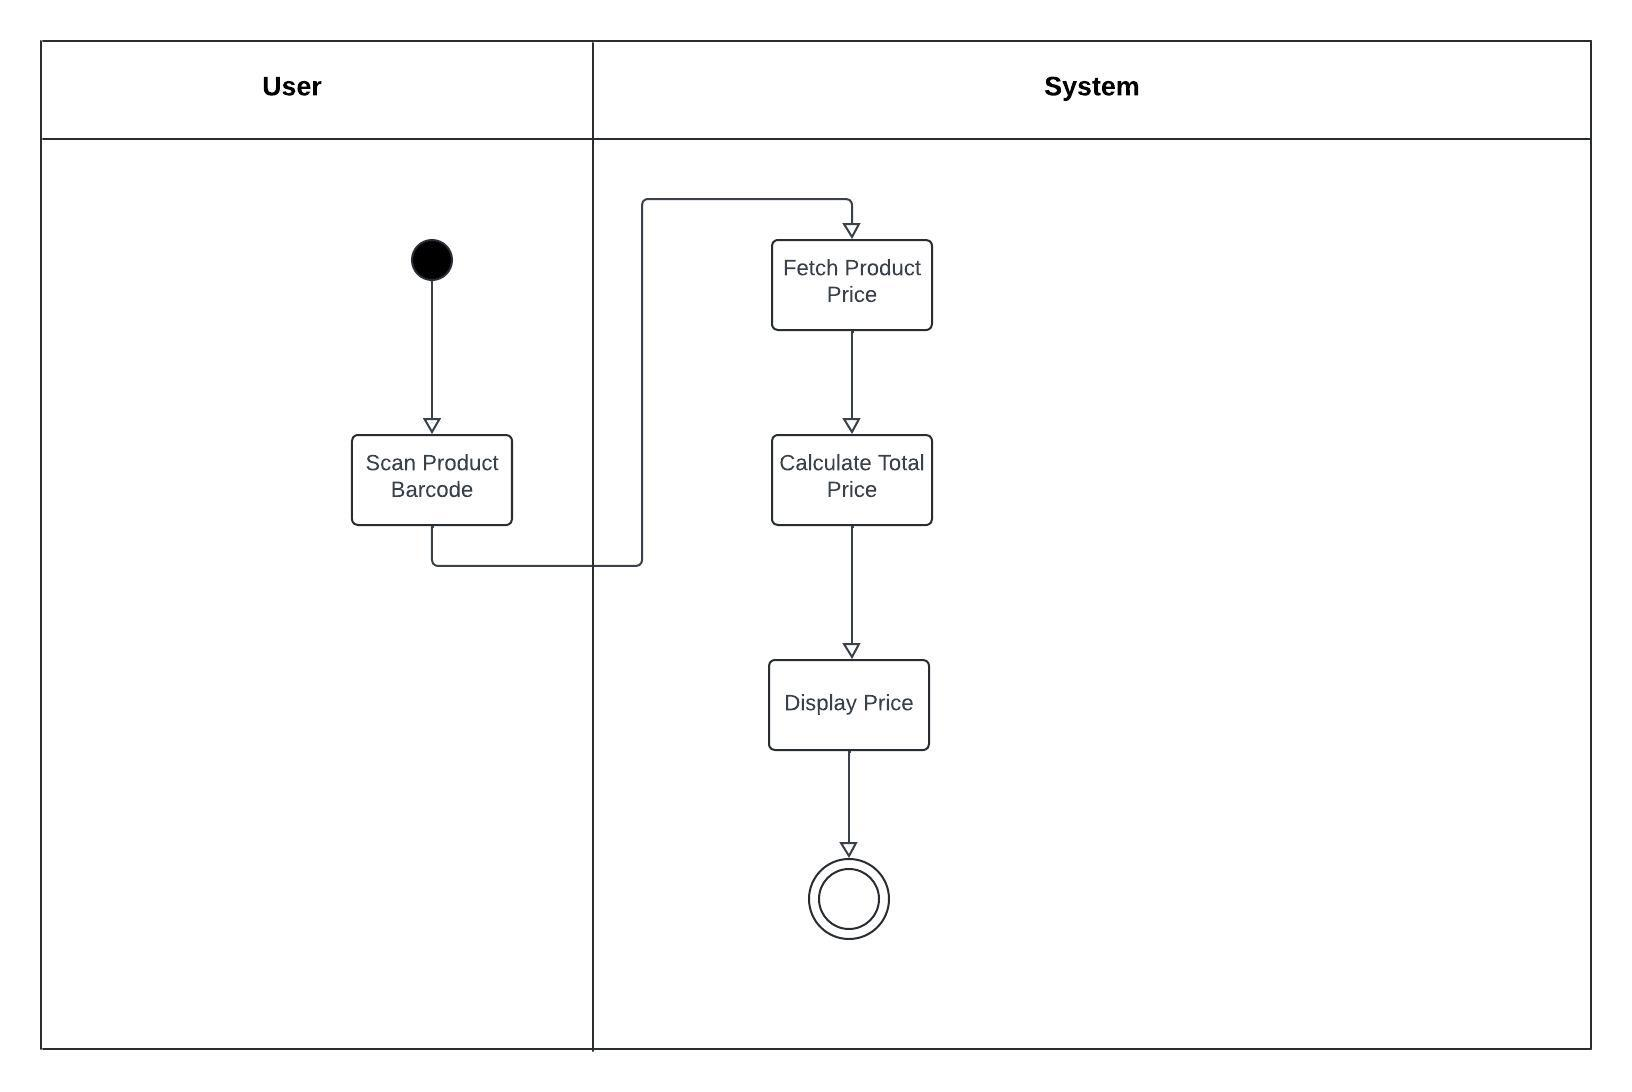 User
System
Scan Product
Barcode
Fetch Product
Price
Calculate Total
Price
Display Price